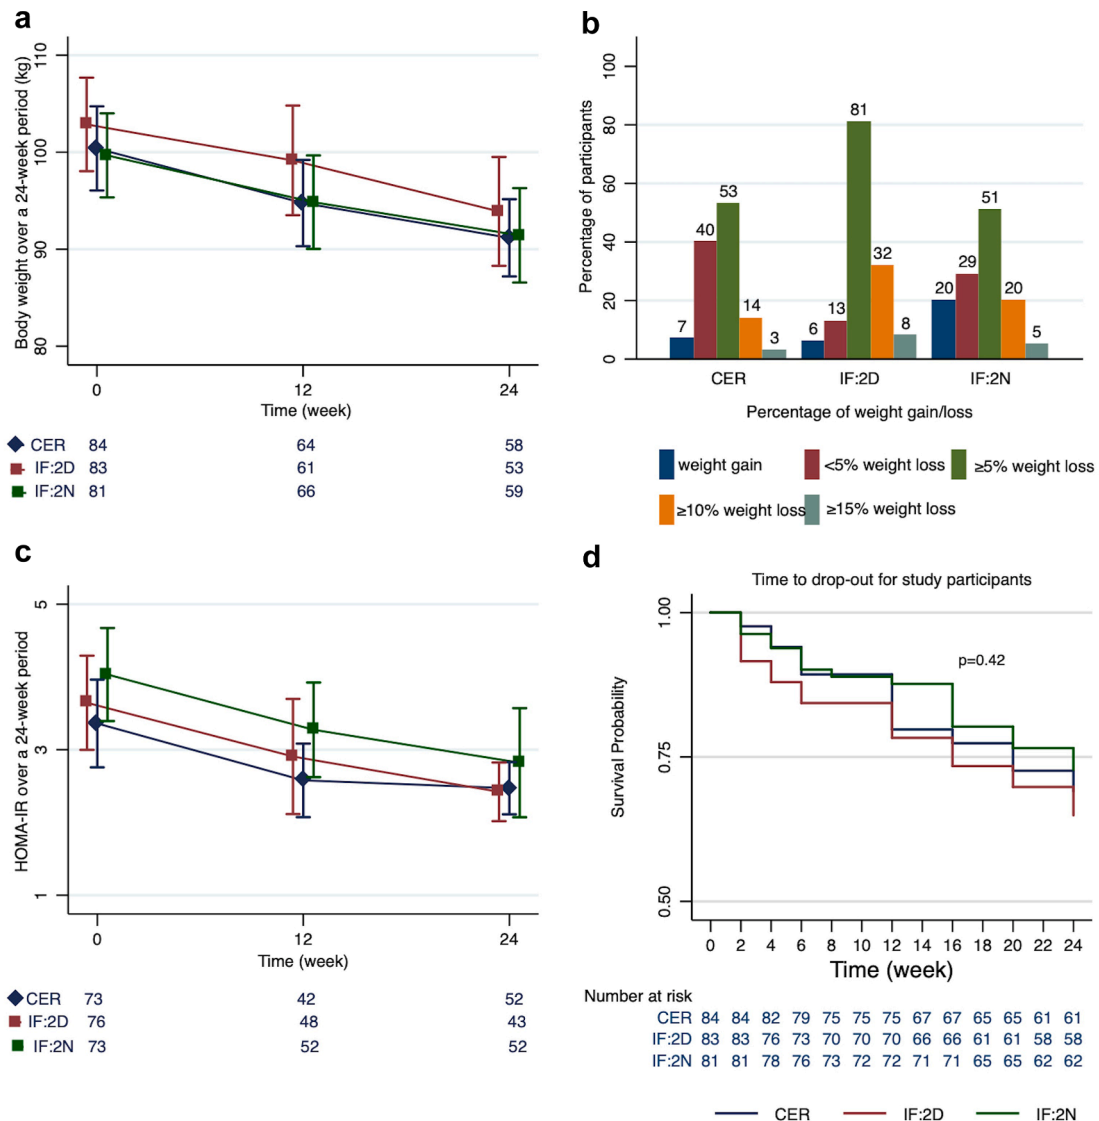 a
Body weight over a 24-week period (kg)
110
100
90
80
0 12 24
Time (week)
CER 84 64 58
IF:2D 83 61 53
IF:2N 81 66 59
b
Percentage of participants
100
80
60
40
20
0
7 40 53 14 3
6 13 81 32 8
20 29 51 20 5
CER IF:2D IF:2N
Percentage of weight gain/loss
weight gain <5% weight loss ≥5% weight loss
≥10% weight loss ≥15% weight loss
c
HOMA-IR over a 24-week period
5
3
1
0 12 24
Time (week)
CER 73 42 52
IF:2D 76 48 43
IF:2N 73 52 52
d
Time to drop-out for study participants
Survival Probability
1.00
0.75
0.50
p=0.42
0 2 4 6 8 10 12 14 16 18 20 22 24
Time (week)
Number at risk
CER 84 84 82 79 75 75 75 67 67 65 65 61 61
IF:2D 83 83 76 73 70 70 70 66 66 61 61 58 58
IF:2N 81 81 78 76 73 72 72 71 71 65 65 62 62
CER IF:2D IF:2N